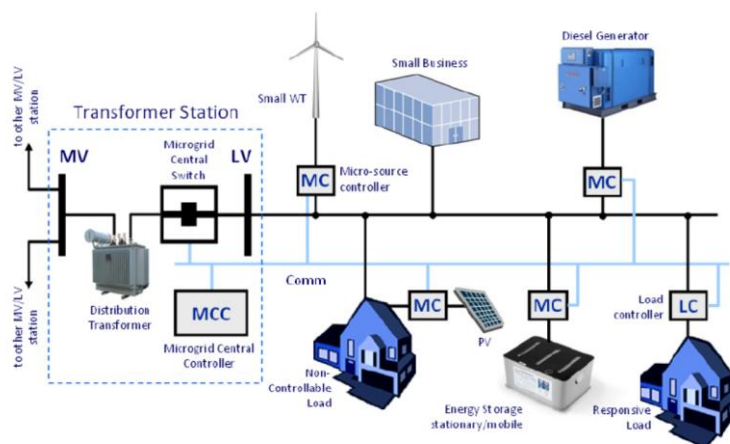 to other MV/LV
station
to other MV/LV
station
Transformer Station
MV
Microgrid
Central
Switch
LV
Distribution
Transformer
MCC
Microgrid Central
Controller
Small WT
MC
Micro-source
controller
Small Business
Diesel Generator
MC
Comm
Non-
Controllable
Load
MC
PV
MC
Energy Storage
stationary/mobile
Load
controller
LC
Responsive
Load